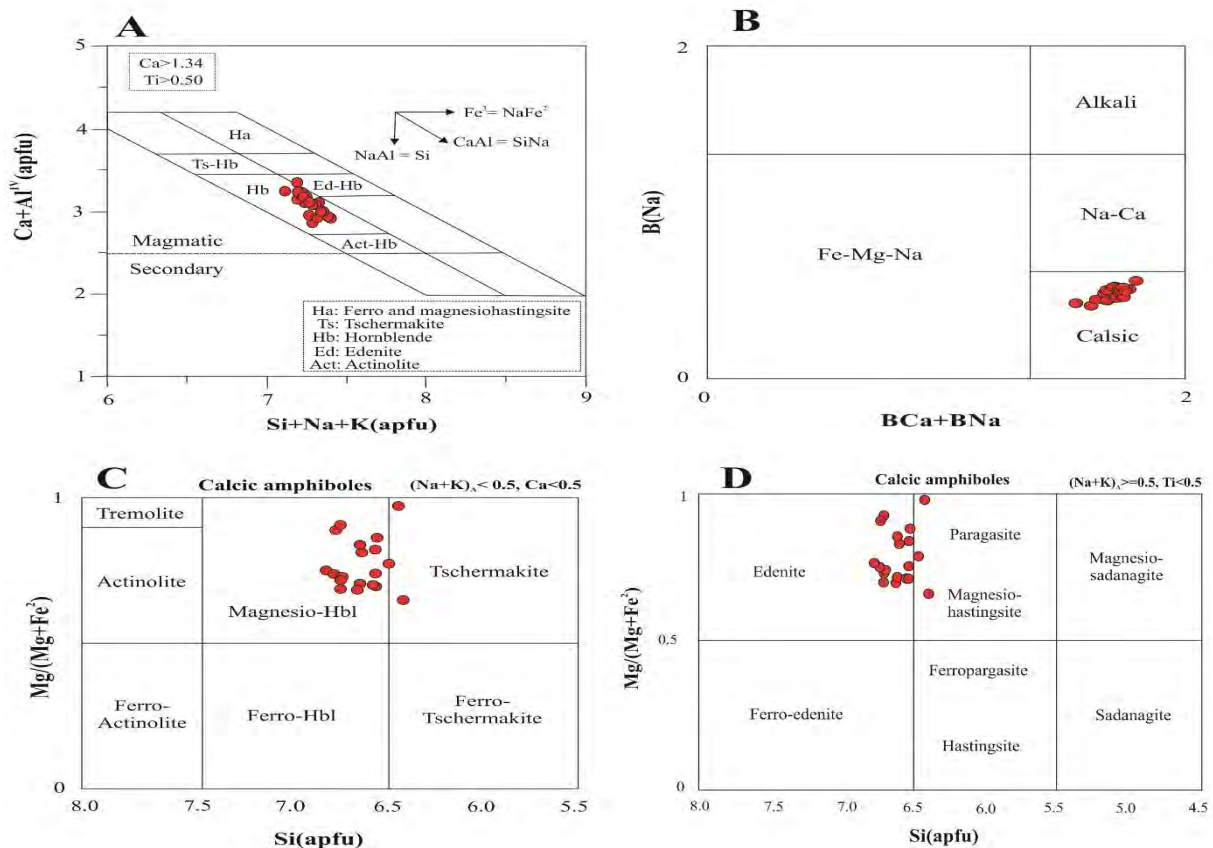 A
5
4
3
2
1
6
7
8
9
Ca+Al^IV(apfu)
Si+Na+K(apfu)
Ca>1.34
Ti>0.50
Fe³= NaFe²
CaAl = SiNa
NaAl = Si
Ha
Ts-Hb
Ed-Hb
Hb
Act-Hb
Magmatic
Secondary
Ha: Ferro and magnesiohastingsite
Ts: Tschermakite
Hb: Hornblende
Ed: Edenite
Act: Actinolite
B
2
0
B(Na)
Alkali
Na-Ca
Fe-Mg-Na
Calsic
0
2
BCa+BNa
C
Calcic amphiboles
(Na+K)A< 0.5, Ca<0.5
1
0
Mg/(Mg+Fe²)
Tremolite
Actinolite
Magnesio-Hbl
Tschermakite
Ferro-
Actinolite
Ferro-Hbl
Ferro-
Tschermakite
8.0
7.5
7.0
6.5
6.0
5.5
Si(apfu)
D
Calcic amphiboles
(Na+K)A>=0.5, Ti<0.5
1
0.5
0
Mg/(Mg+Fe²)
Edenite
Paragasite
Magnesio-
hastingsite
Magnesio-
sadanagite
Ferro-edenite
Ferropargasite
Hastingsite
Sadanagite
8.0
7.5
7.0
6.5
6.0
5.5
5.0
4.5
Si(apfu)